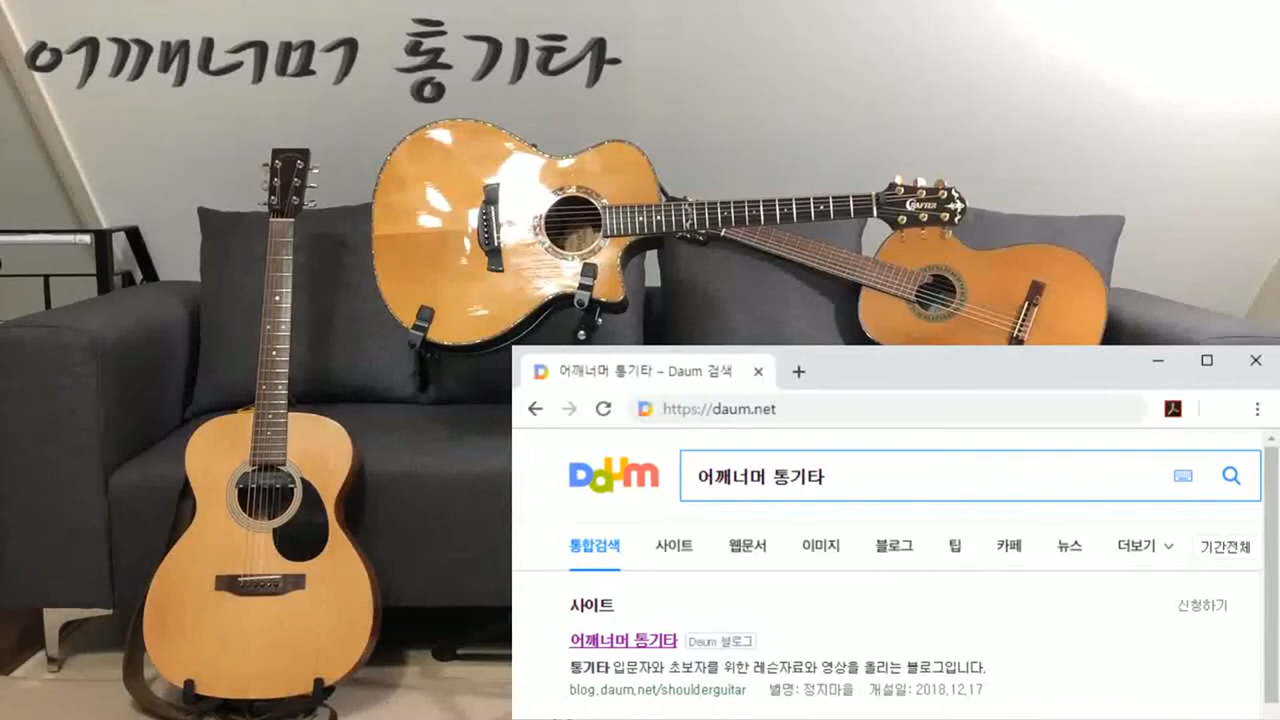 어깨너머 통기타
CRAFTER
어깨너머 통기타 – Daum 검색
https://daum.net
Daum
어깨너머 통기타
통합검색 사이트 웹문서 이미지 블로그 팁 카페 뉴스 더보기 기간전체
사이트 신청하기
어깨너머 통기타 Daum 블로그
통기타 입문자와 초보자를 위한 레슨자료와 영상을 올리는 블로그입니다.
blog.daum.net/shoulderguitar 별명: 정지마을 개설일: 2018.12.17